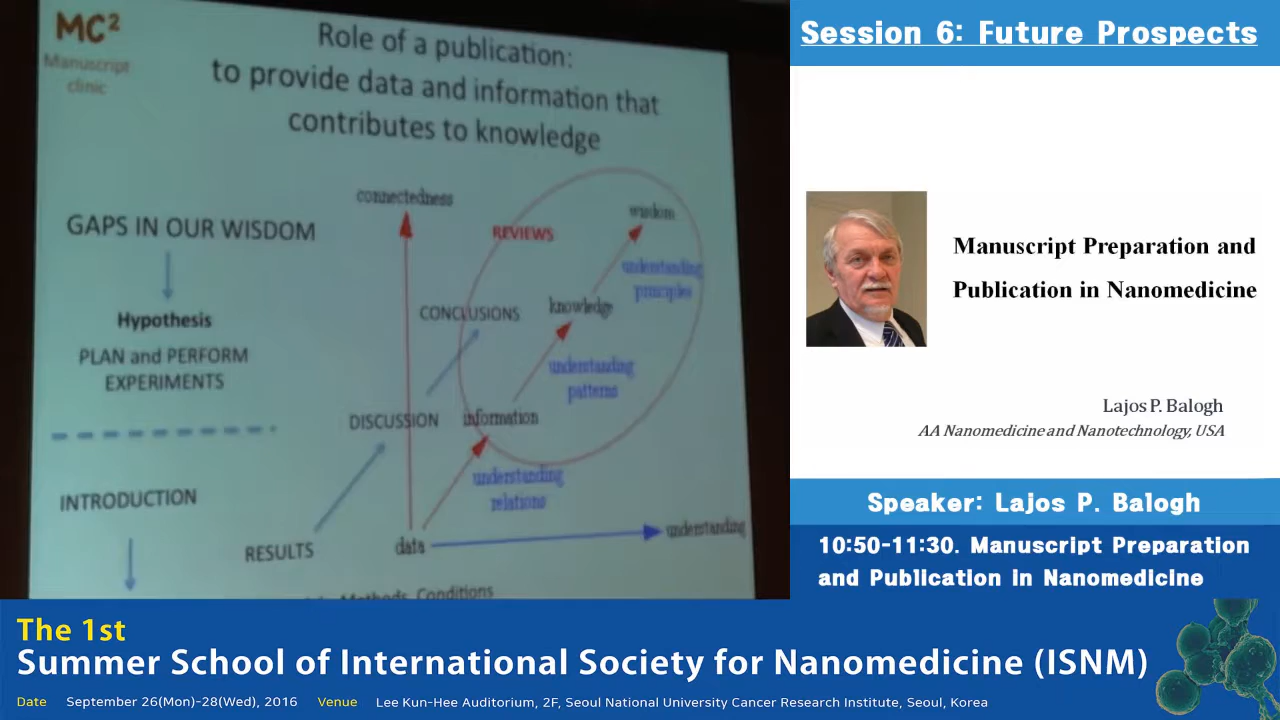 MC²
Manuscript
clinic
Role of a publication:
to provide data and information that
contributes to knowledge
GAPS IN OUR WISDOM
Hypothesis
PLAN and PERFORM
EXPERIMENTS
INTRODUCTION
connectedness
REVIEWS
wisdom
understanding
principles
CONCLUSIONS
knowledge
understanding
patterns
DISCUSSION
information
understanding
relations
RESULTS
data
understanding
Methods, Conditions
Session 6: Future Prospects
Manuscript Preparation and
Publication in Nanomedicine
Lajos P. Balogh
AA Nanomedicine and Nanotechnology, USA
Speaker: Lajos P. Balogh
10:50-11:30. Manuscript Preparation
and Publication in Nanomedicine
The 1st
Summer School of International Society for Nanomedicine (ISNM)
Date September 26(Mon)-28(Wed), 2016 Venue Lee Kun-Hee Auditorium, 2F, Seoul National University Cancer Research Institute, Seoul, Korea